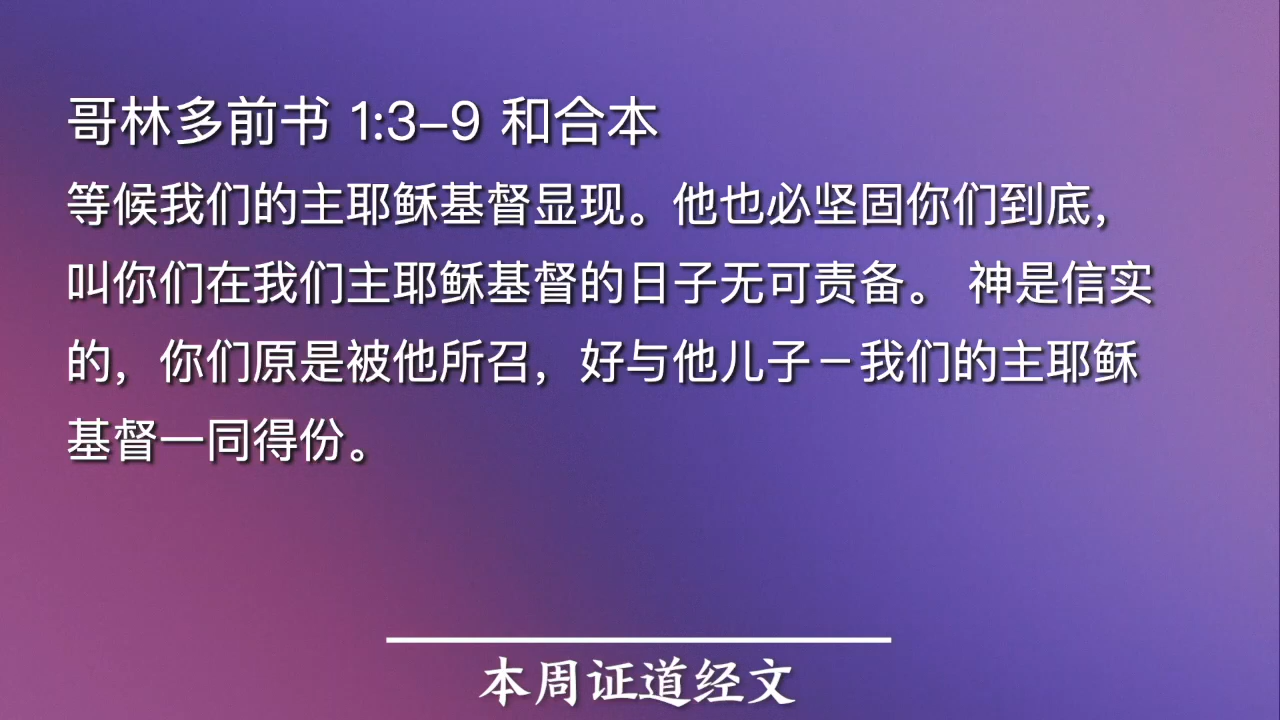 哥林多前书 1:3–9 和合本
等候我们的主耶稣基督显现。他也必坚固你们到底，
叫你们在我们主耶稣基督的日子无可责备。 神是信实
的，你们原是被他所召，好与他儿子－我们的主耶稣
基督一同得份。
本周证道经文